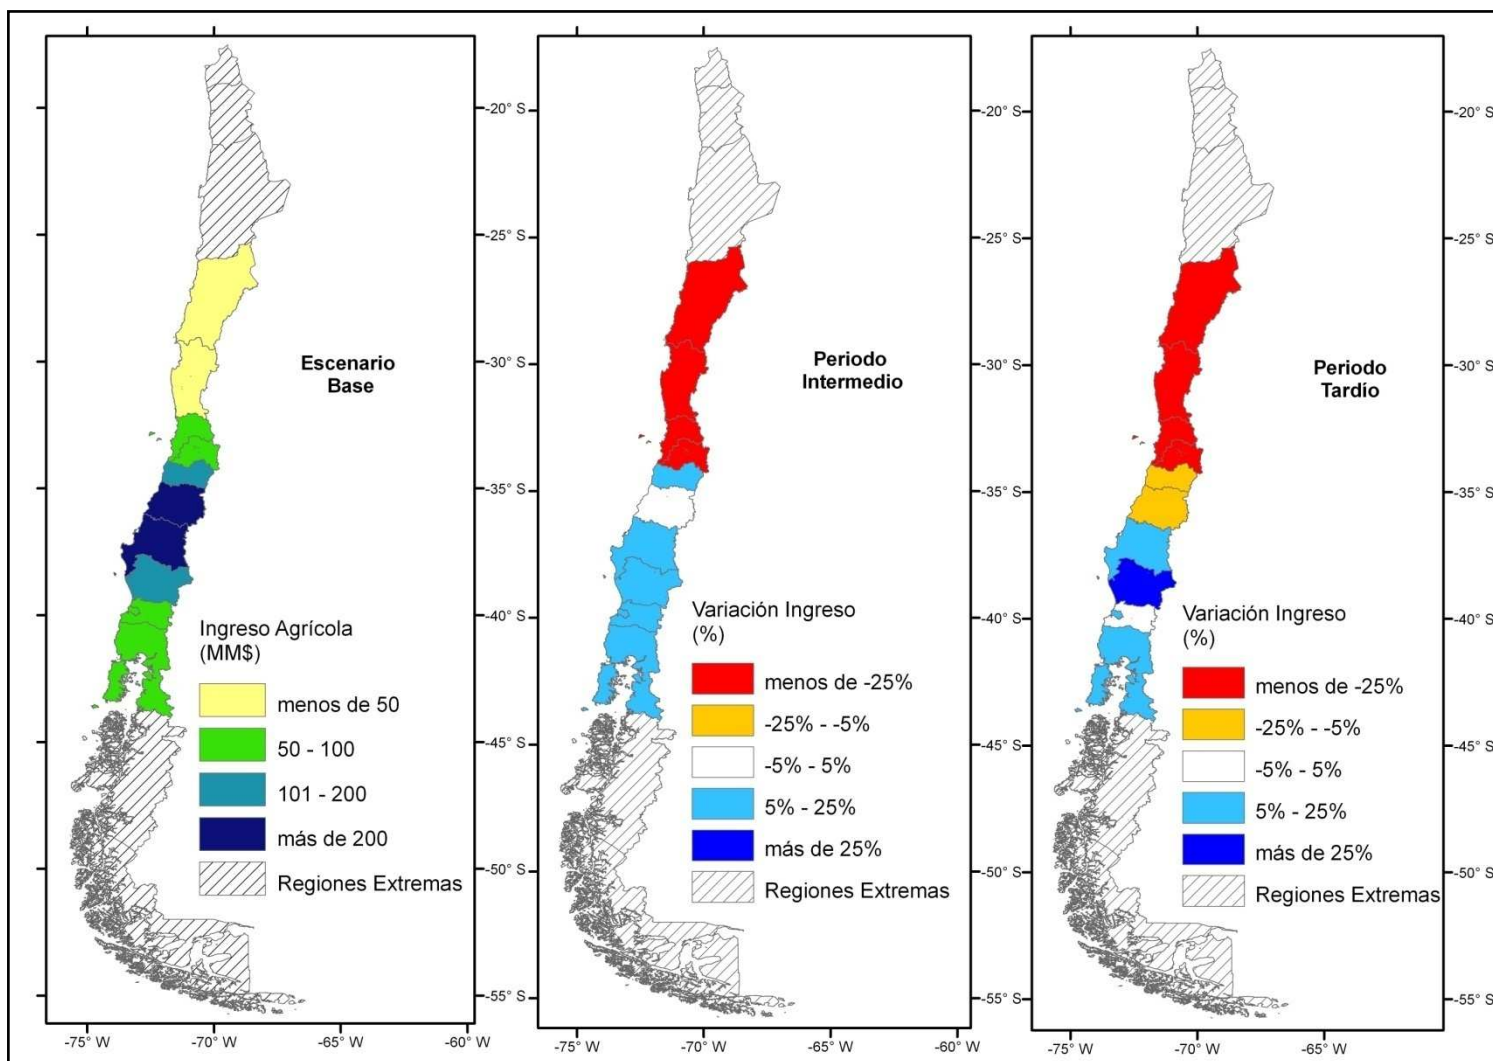 Escenario
Base
Ingreso Agrícola
(MM$)
menos de 50
50 - 100
101 - 200
más de 200
Regiones Extremas
-20° S
-25° S
-30° S
-35° S
-40° S
-45° S
-50° S
-55° S
-75° W
-70° W
-65° W
-60° W
Periodo
Intermedio
Variación Ingreso
(%)
menos de -25%
-25% - -5%
-5% - 5%
5% - 25%
más de 25%
Regiones Extremas
-20° S
-25° S
-30° S
-35° S
-40° S
-45° S
-50° S
-55° S
-75° W
-70° W
-65° W
-60° W
Periodo
Tardío
Variación Ingreso
(%)
menos de -25%
-25% - -5%
-5% - 5%
5% - 25%
más de 25%
Regiones Extremas
-20° S
-25° S
-30° S
-35° S
-40° S
-45° S
-50° S
-55° S
-75° W
-70° W
-65° W